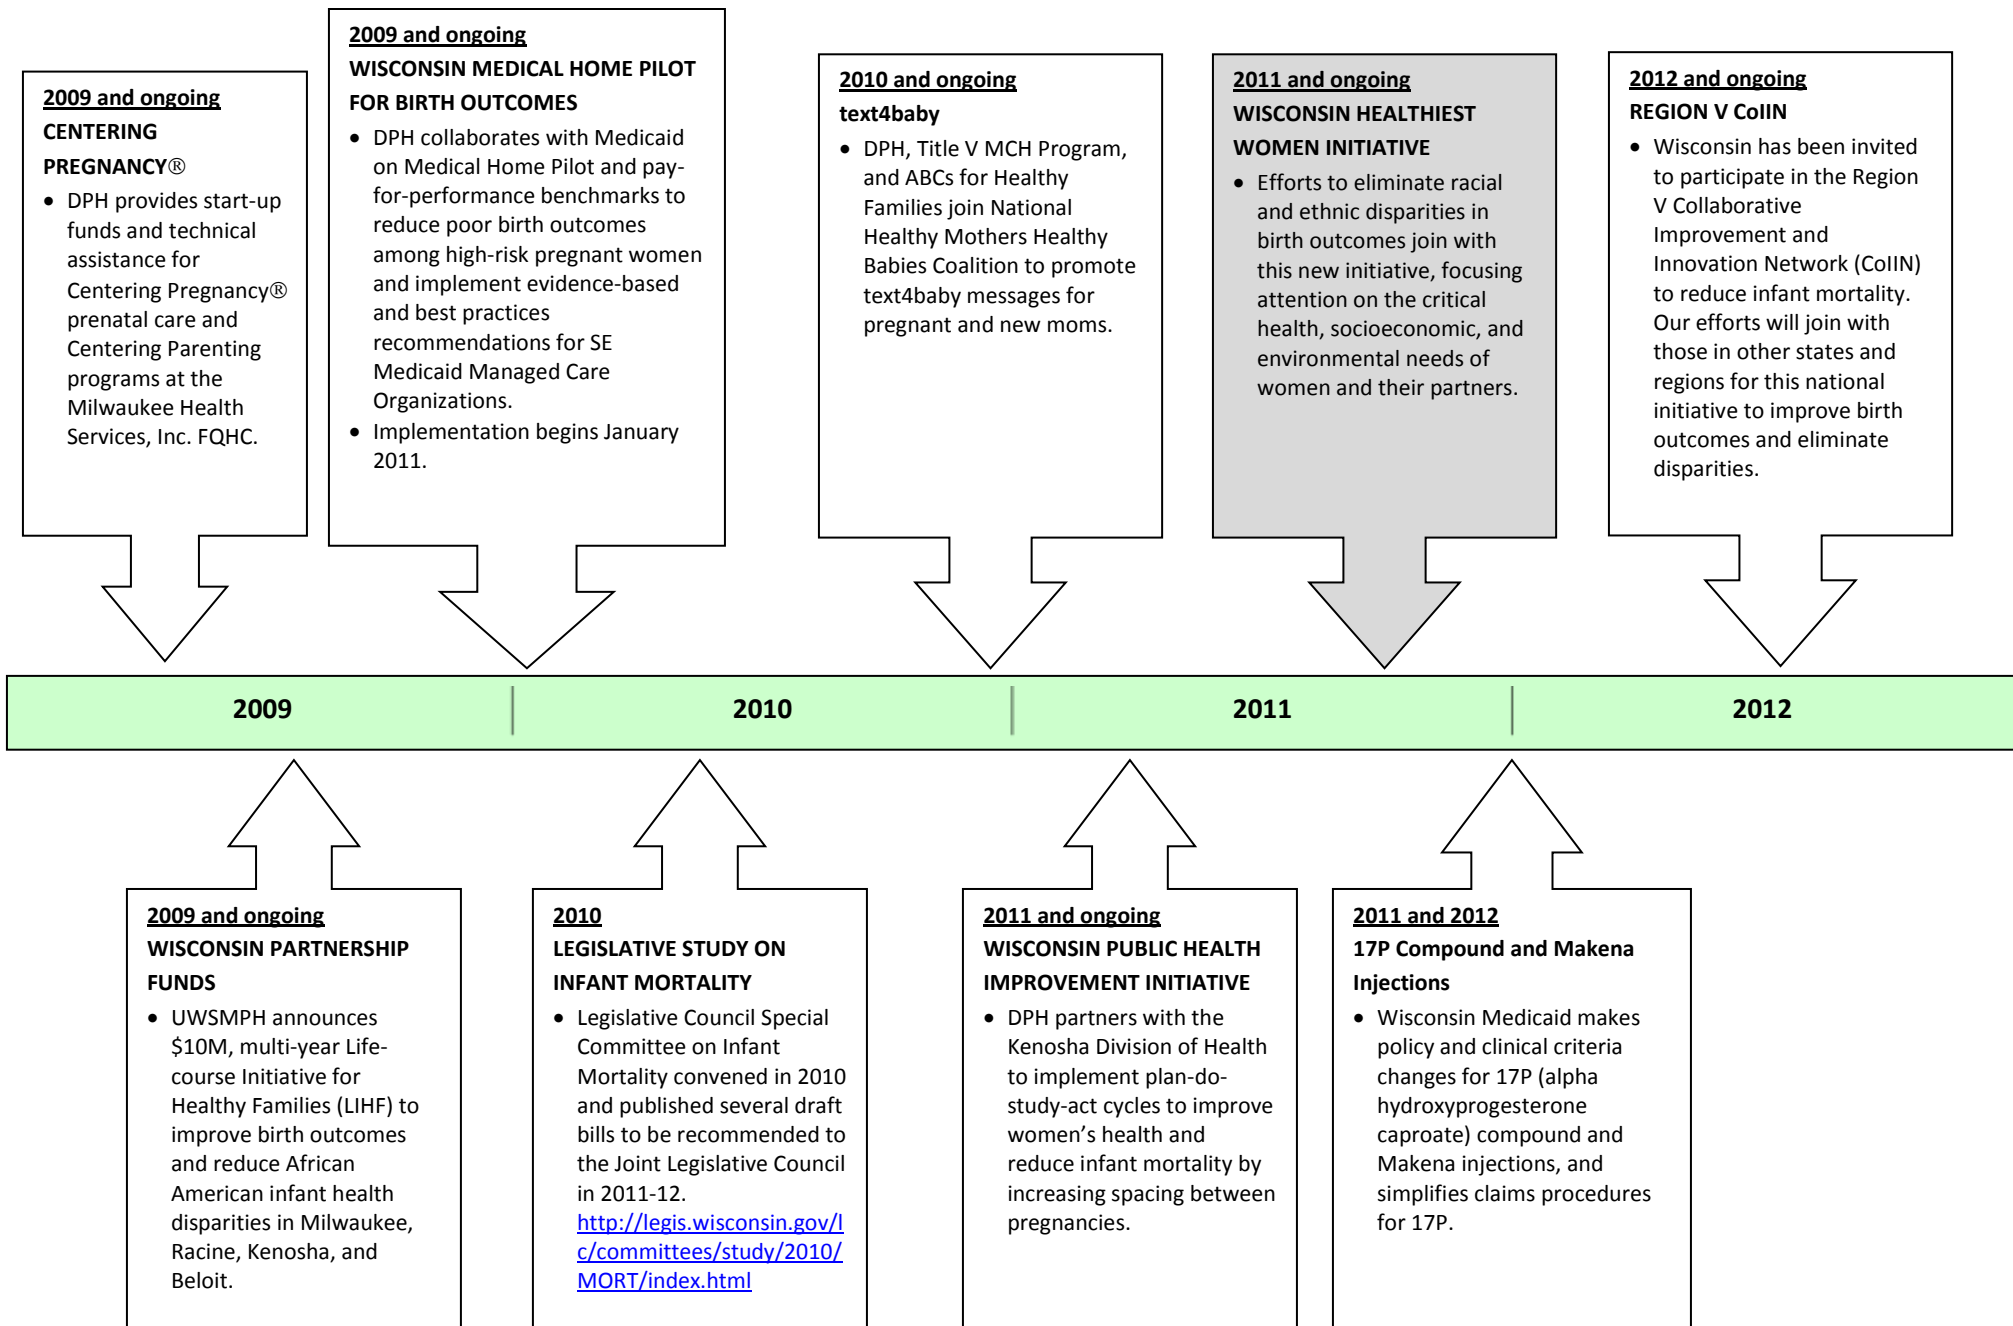 2009 and ongoing
CENTERING
PREGNANCY®
• DPH provides start-up
funds and technical
assistance for
Centering Pregnancy®
prenatal care and
Centering Parenting
programs at the
Milwaukee Health
Services, Inc. FQHC.
2009 and ongoing
WISCONSIN MEDICAL HOME PILOT
FOR BIRTH OUTCOMES
• DPH collaborates with Medicaid
on Medical Home Pilot and pay-
for-performance benchmarks to
reduce poor birth outcomes
among high-risk pregnant women
and implement evidence-based
and best practices
recommendations for SE
Medicaid Managed Care
Organizations.
• Implementation begins January
2011.
2010 and ongoing
text4baby
• DPH, Title V MCH Program,
and ABCs for Healthy
Families join National
Healthy Mothers Healthy
Babies Coalition to promote
text4baby messages for
pregnant and new moms.
2011 and ongoing
WISCONSIN HEALTHIEST
WOMEN INITIATIVE
• Efforts to eliminate racial
and ethnic disparities in
birth outcomes join with
this new initiative, focusing
attention on the critical
health, socioeconomic, and
environmental needs of
women and their partners.
2012 and ongoing
REGION V CoIIN
• Wisconsin has been invited
to participate in the Region
V Collaborative
Improvement and
Innovation Network (CoIIN)
to reduce infant mortality.
Our efforts will join with
those in other states and
regions for this national
initiative to improve birth
outcomes and eliminate
disparities.
2009
2010
2011
2012
2009 and ongoing
WISCONSIN PARTNERSHIP
FUNDS
• UWSMPH announces
$10M, multi-year Life-
course Initiative for
Healthy Families (LIHF) to
improve birth outcomes
and reduce African
American infant health
disparities in Milwaukee,
Racine, Kenosha, and
Beloit.
2010
LEGISLATIVE STUDY ON
INFANT MORTALITY
• Legislative Council Special
Committee on Infant
Mortality convened in 2010
and published several draft
bills to be recommended to
the Joint Legislative Council
in 2011-12.
http://legis.wisconsin.gov/l
c/committees/study/2010/
MORT/index.html
2011 and ongoing
WISCONSIN PUBLIC HEALTH
IMPROVEMENT INITIATIVE
• DPH partners with the
Kenosha Division of Health
to implement plan-do-
study-act cycles to improve
women’s health and
reduce infant mortality by
increasing spacing between
pregnancies.
2011 and 2012
17P Compound and Makena
Injections
• Wisconsin Medicaid makes
policy and clinical criteria
changes for 17P (alpha
hydroxyprogesterone
caproate) compound and
Makena injections, and
simplifies claims procedures
for 17P.